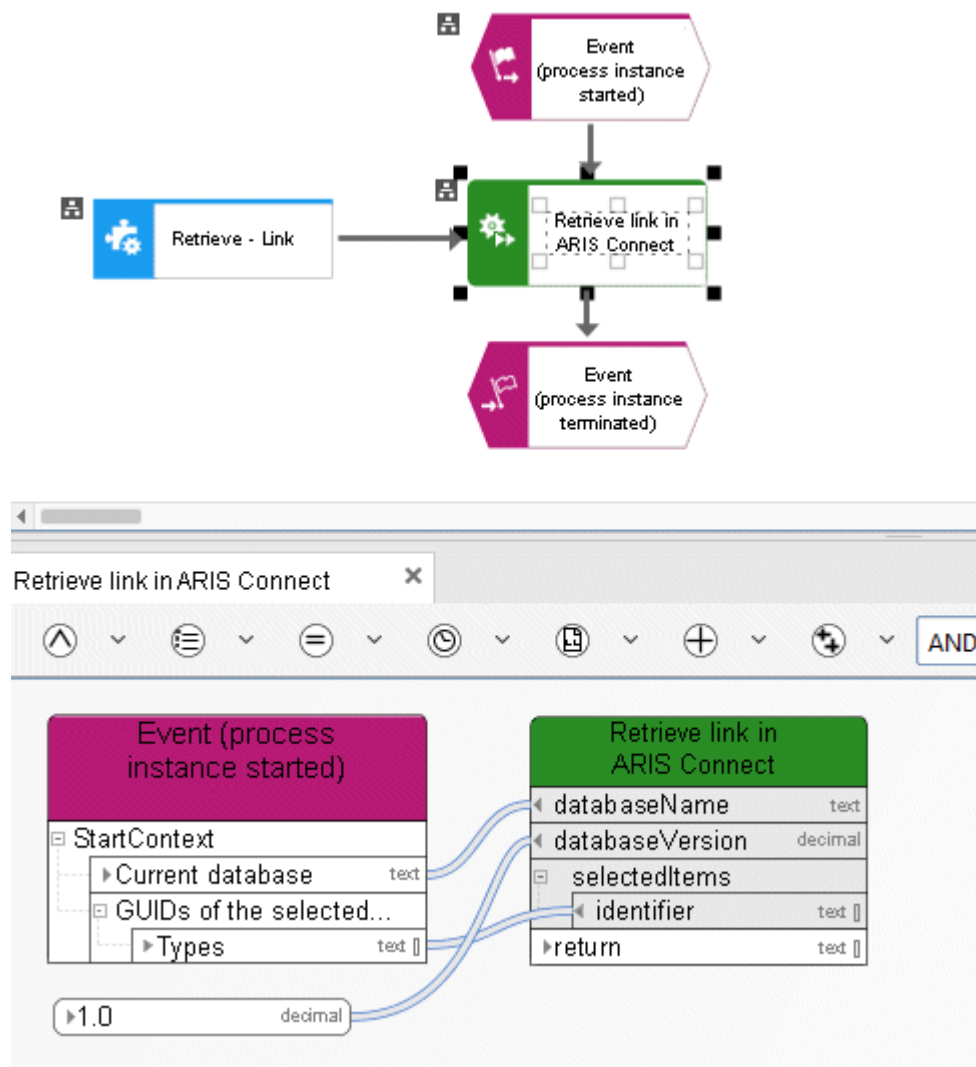 Event
(process instance
started)
Retrieve - Link
Retrieve link in
ARIS Connect
Event
(process instance
terminated)
Retrieve link in ARIS Connect
AND
Event (process
instance started)
StartContext
Current database text
GUIDs of the selected...
Types text []
1.0 decimal
Retrieve link in
ARIS Connect
databaseName text
databaseVersion decimal
selectedItems
identifier text []
return text []